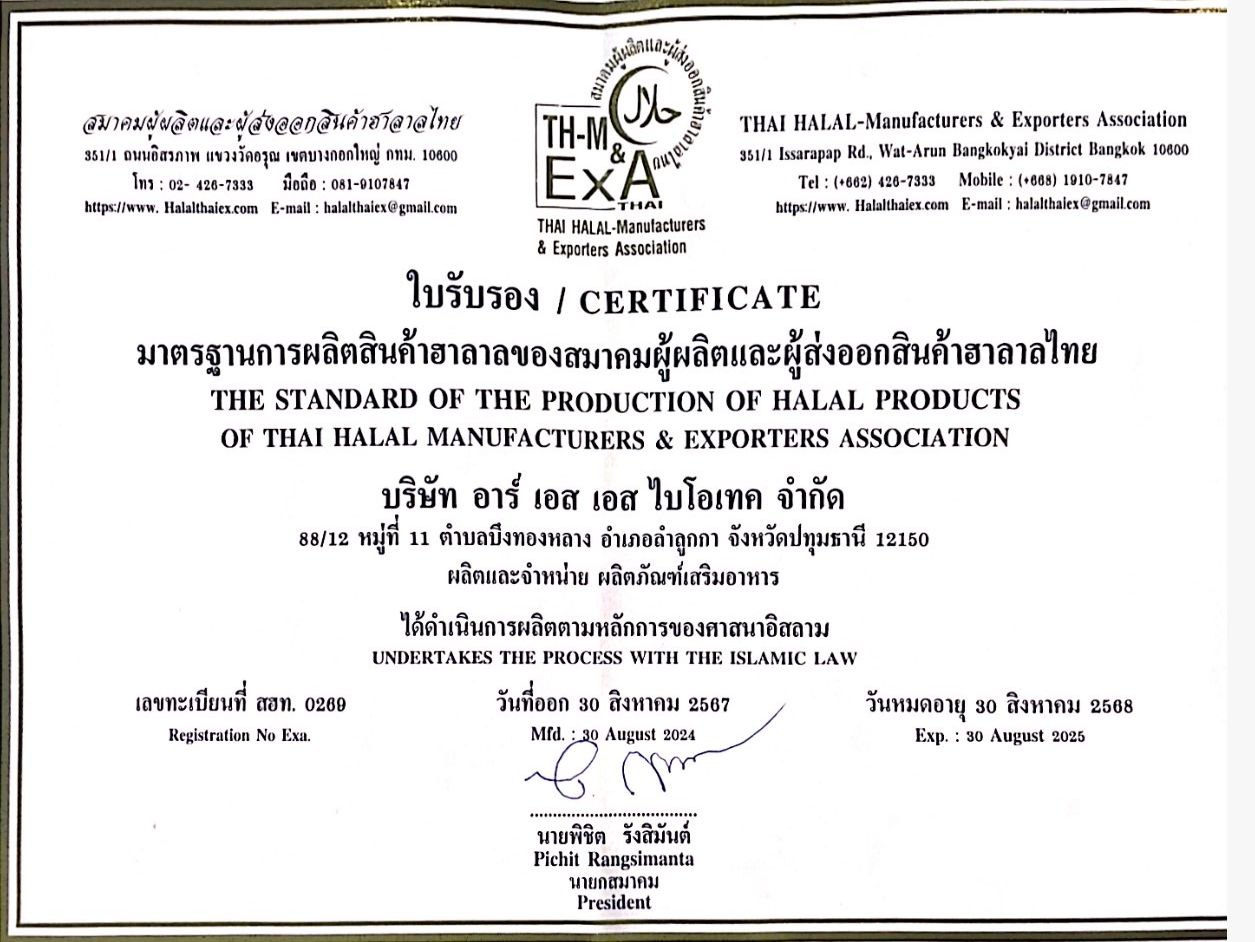 สมาคมผู้ผลิตและผู้ส่งออกสินค้าฮาลาลไทย
351/1 ถนนอิสรภาพ แขวงวัดอรุณ เขตบางกอกใหญ่ กทม. 10600
โทร : 02- 426-7333 มือถือ : 081-9107847
https://www. Halalthaiex.com E-mail : halalthaiex@gmail.com
สมาคมผู้ผลิตและผู้ส่งออกสินค้าฮาลาลไทย
حلال
TH-M
&
ExA
THAI
THAI HALAL-Manufacturers
& Exporters Association
THAI HALAL-Manufacturers & Exporters Association
351/1 Issarapap Rd., Wat-Arun Bangkokyai District Bangkok 10600
Tel : (+662) 426-7333 Mobile : (+668) 1910-7847
https://www. Halalthaiex.com E-mail : halalthaiex@gmail.com
ใบรับรอง / CERTIFICATE
มาตรฐานการผลิตสินค้าฮาลาลของสมาคมผู้ผลิตและผู้ส่งออกสินค้าฮาลาลไทย
THE STANDARD OF THE PRODUCTION OF HALAL PRODUCTS
OF THAI HALAL MANUFACTURERS & EXPORTERS ASSOCIATION
บริษัท อาร์ เอส เอส ไบโอเทค จำกัด
88/12 หมู่ที่ 11 ตำบลบึงทองหลาง อำเภอลำลูกกา จังหวัดปทุมธานี 12150
ผลิตและจำหน่าย ผลิตภัณฑ์เสริมอาหาร
ได้ดำเนินการผลิตตามหลักการของศาสนาอิสลาม
UNDERTAKES THE PROCESS WITH THE ISLAMIC LAW
เลขทะเบียนที่ สฮท. 0269 วันที่ออก 30 สิงหาคม 2567 วันหมดอายุ 30 สิงหาคม 2568
Registration No Exa. Mfd. : 30 August 2024 Exp. : 30 August 2025
นายพิชิต รังสิมันต์
Pichit Rangsimanta
นายกสมาคม
President